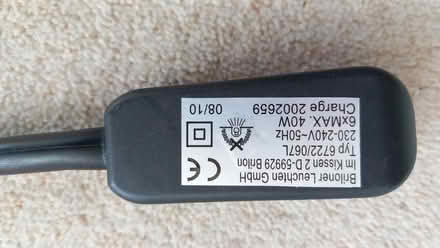 Briloner Leuchten GmbH
Im Kissen 2 D-59929 Brilon
Typ 6722/067L
230-240V~50Hz
6xMAX. 40W
Charge 2002659
08/10
CE